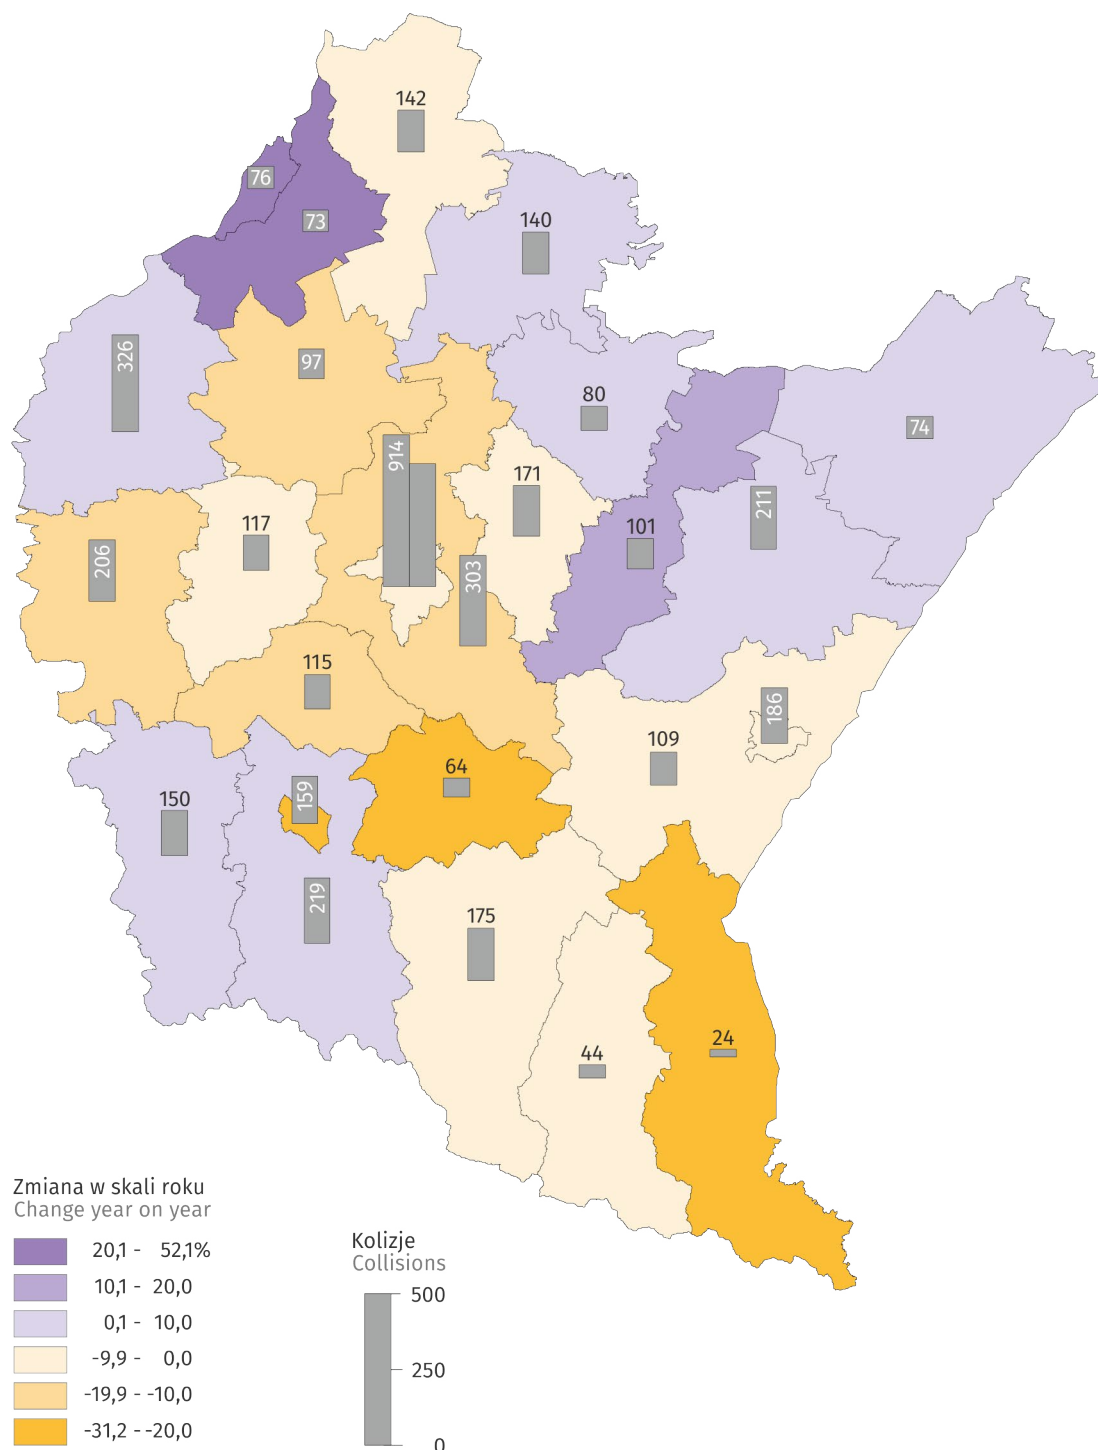 142
76
73
140
326
97
80
74
914
171
211
117
101
206
303
115
186
109
64
159
150
219
175
24
44
Zmiana w skali roku
Change year on year
20,1 - 52,1%
10,1 - 20,0
0,1 - 10,0
-9,9 - 0,0
-19,9 - -10,0
-31,2 - -20,0
Kolizje
Collisions
500
250
0